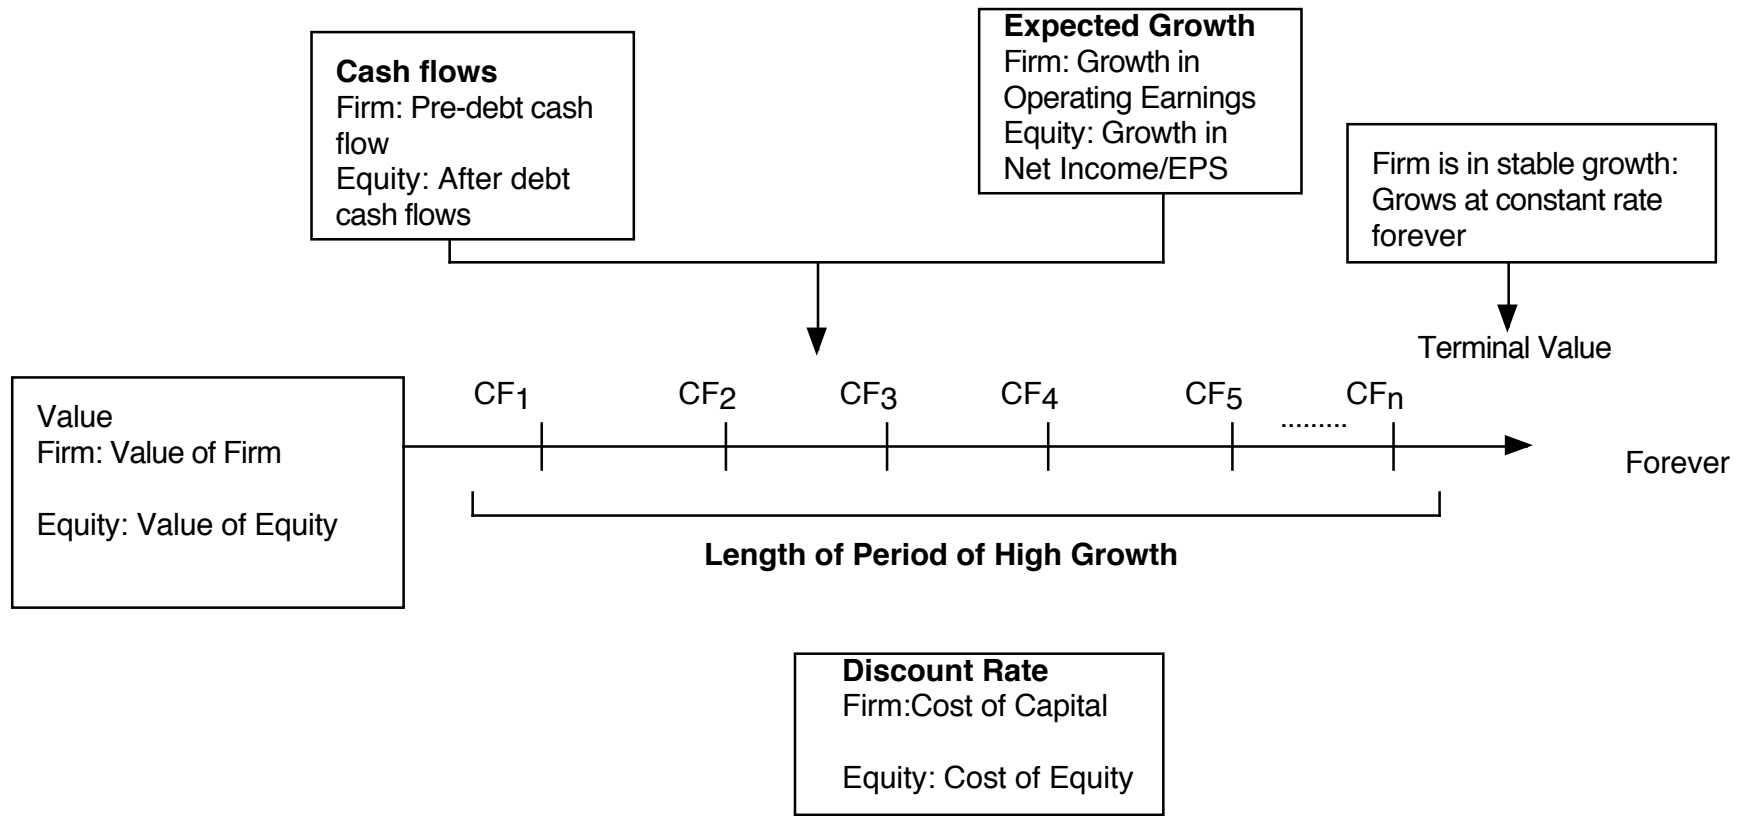 Cash flows
Firm: Pre-debt cash
flow
Equity: After debt
cash flows
Expected Growth
Firm: Growth in
Operating Earnings
Equity: Growth in
Net Income/EPS
Firm is in stable growth:
Grows at constant rate
forever
Terminal Value
CF1 CF2 CF3 CF4 CF5 ......... CFn
Value
Firm: Value of Firm
Equity: Value of Equity
Forever
Length of Period of High Growth
Discount Rate
Firm:Cost of Capital
Equity: Cost of Equity